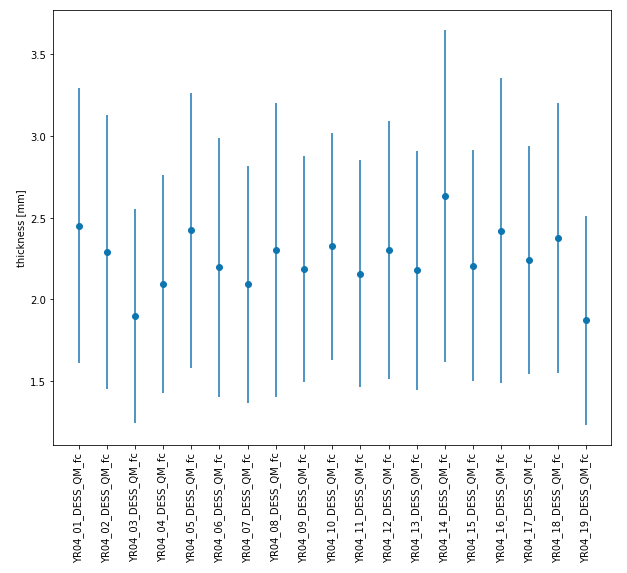 3.5
3.0
2.5
2.0
1.5
thickness [mm]
YR04_01_DESS_QM_fc
YR04_02_DESS_QM_fc
YR04_03_DESS_QM_fc
YR04_04_DESS_QM_fc
YR04_05_DESS_QM_fc
YR04_06_DESS_QM_fc
YR04_07_DESS_QM_fc
YR04_08_DESS_QM_fc
YR04_09_DESS_QM_fc
YR04_10_DESS_QM_fc
YR04_11_DESS_QM_fc
YR04_12_DESS_QM_fc
YR04_13_DESS_QM_fc
YR04_14_DESS_QM_fc
YR04_15_DESS_QM_fc
YR04_16_DESS_QM_fc
YR04_17_DESS_QM_fc
YR04_18_DESS_QM_fc
YR04_19_DESS_QM_fc